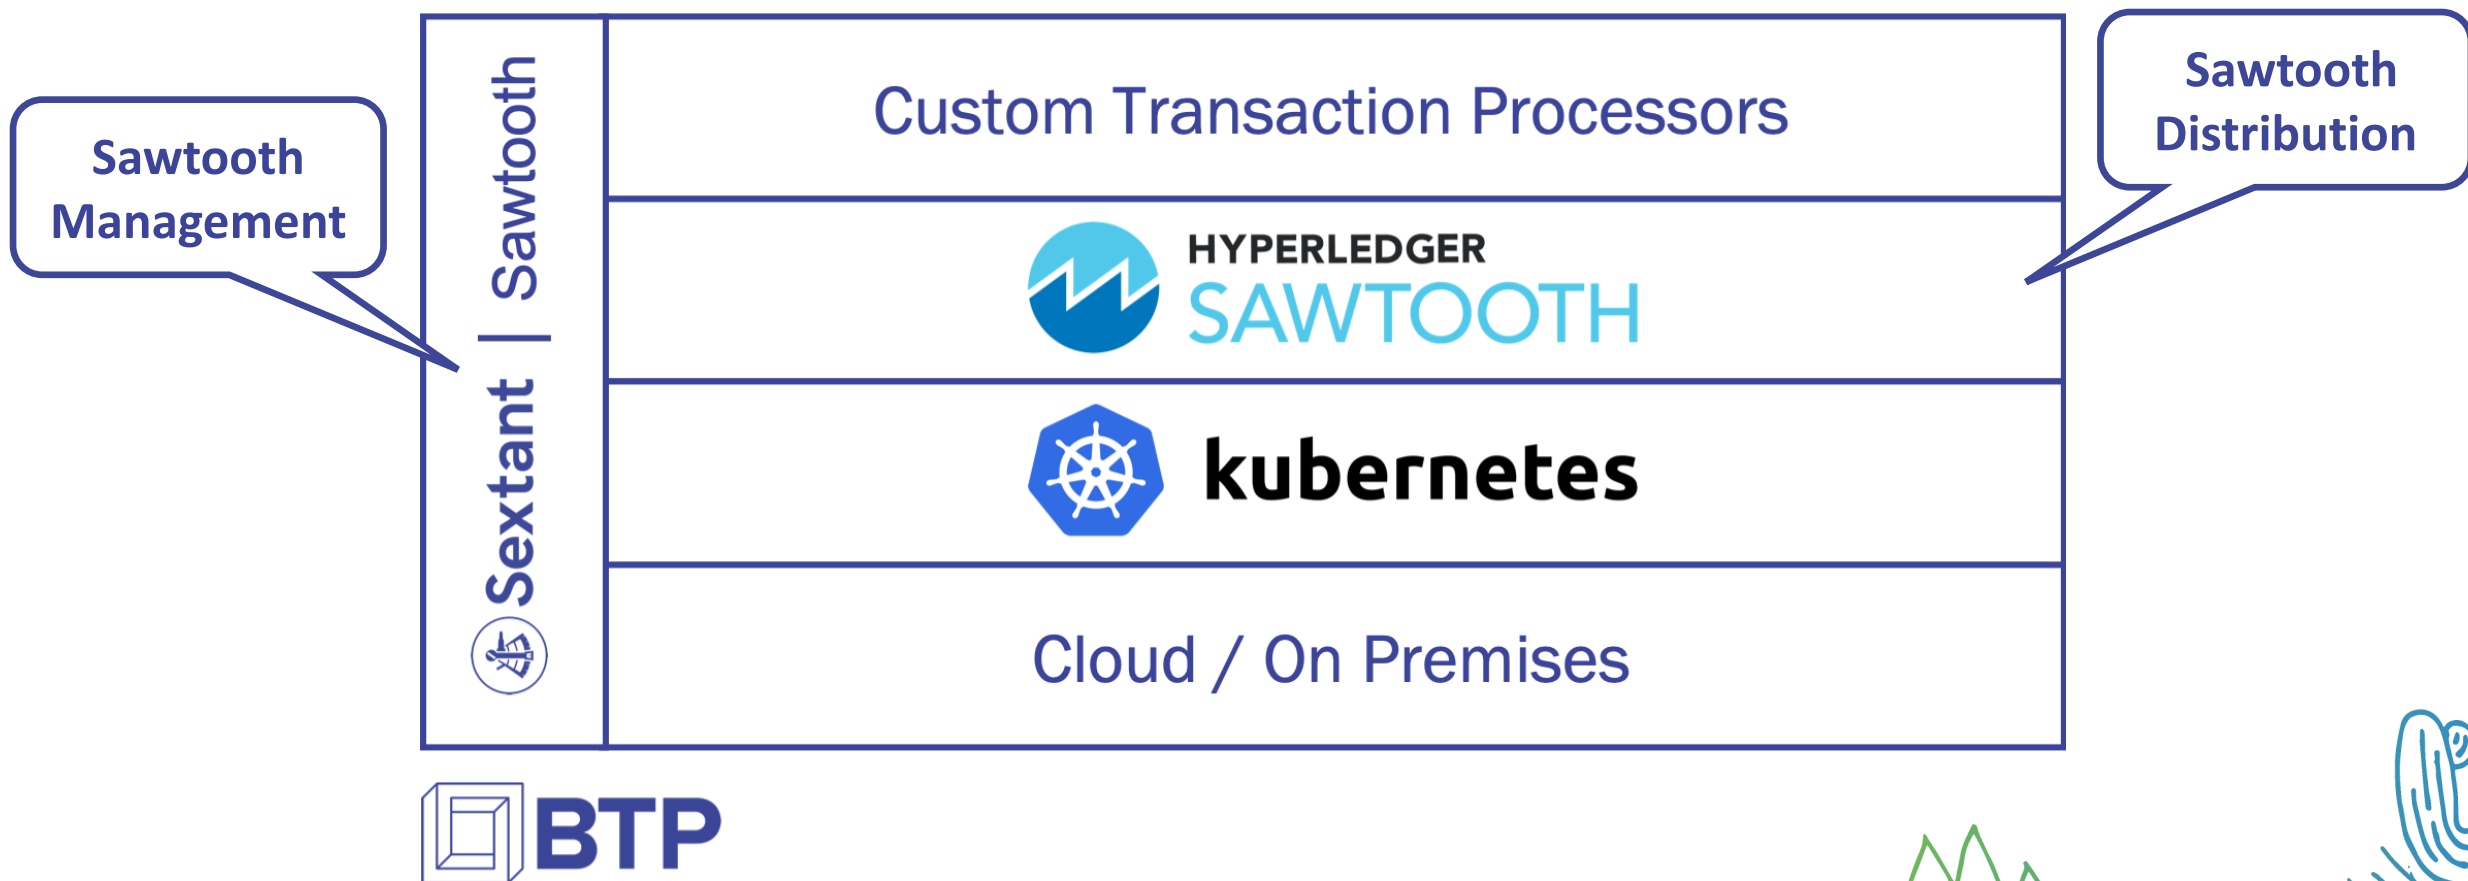 Sawtooth
Management
Sextant | Sawtooth
Custom Transaction Processors
HYPERLEDGER
SAWTOOTH
kubernetes
Cloud / On Premises
Sawtooth
Distribution
BTP